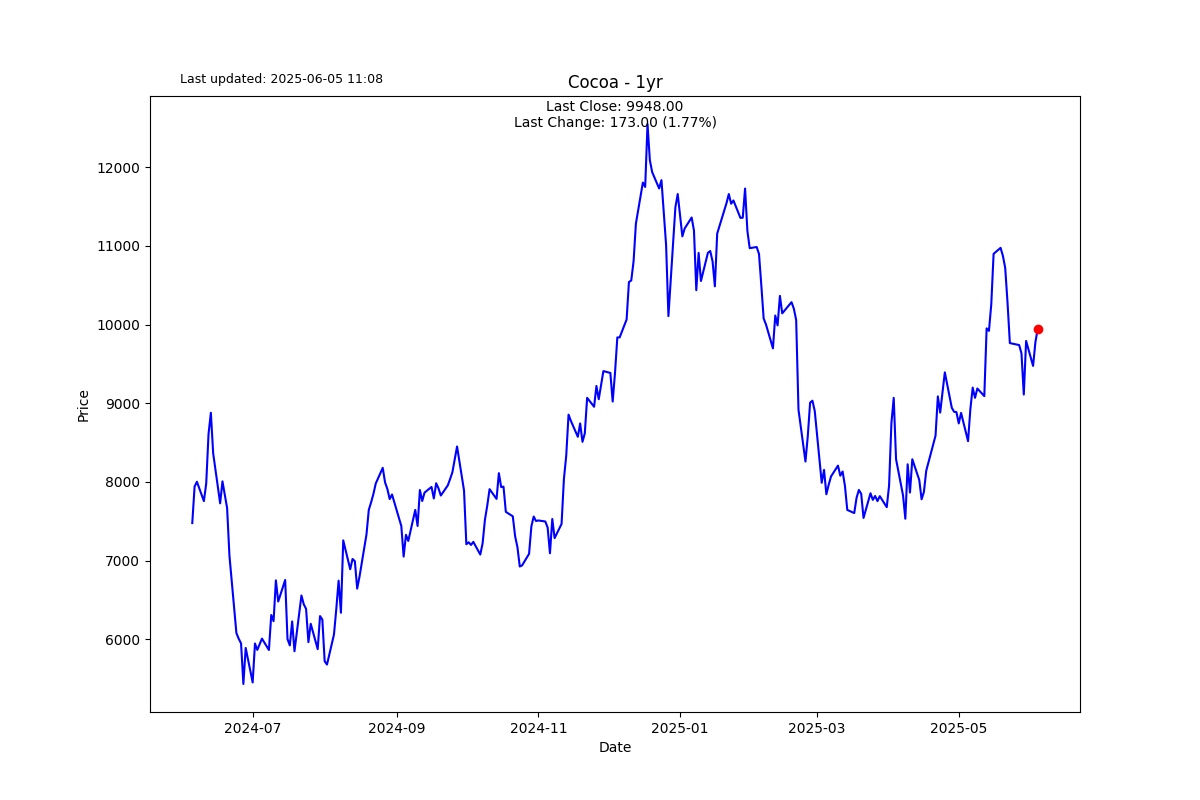 Last updated: 2025-06-05 11:08
Cocoa - 1yr
Last Close: 9948.00
Last Change: 173.00 (1.77%)
12000
11000
10000
9000
8000
7000
6000
Price
2024-07 2024-09 2024-11 2025-01 2025-03 2025-05
Date